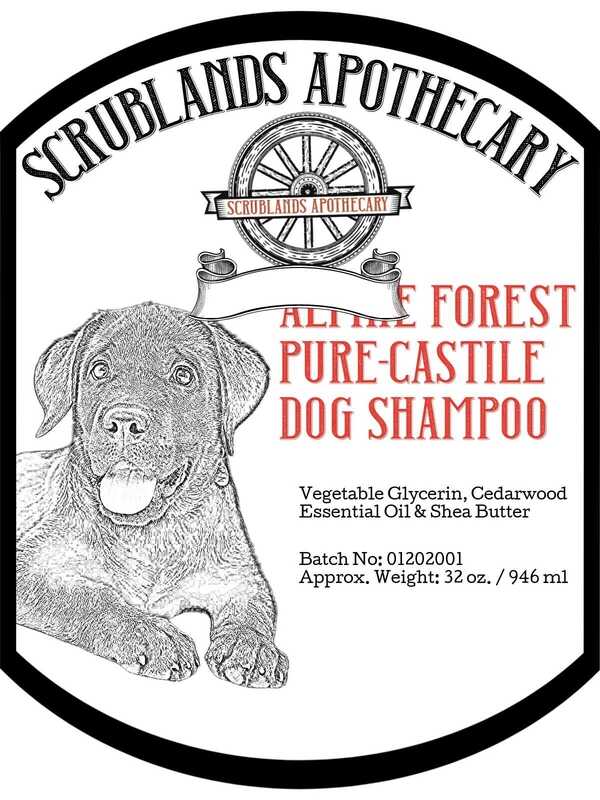 SCRUBLANDS APOTHECARY
SCRUBLANDS APOTHECARY
ALPINE FOREST
PURE-CASTILE
DOG SHAMPOO
Vegetable Glycerin, Cedarwood
Essential Oil & Shea Butter
Batch No: 01202001
Approx. Weight: 32 oz. / 946 ml